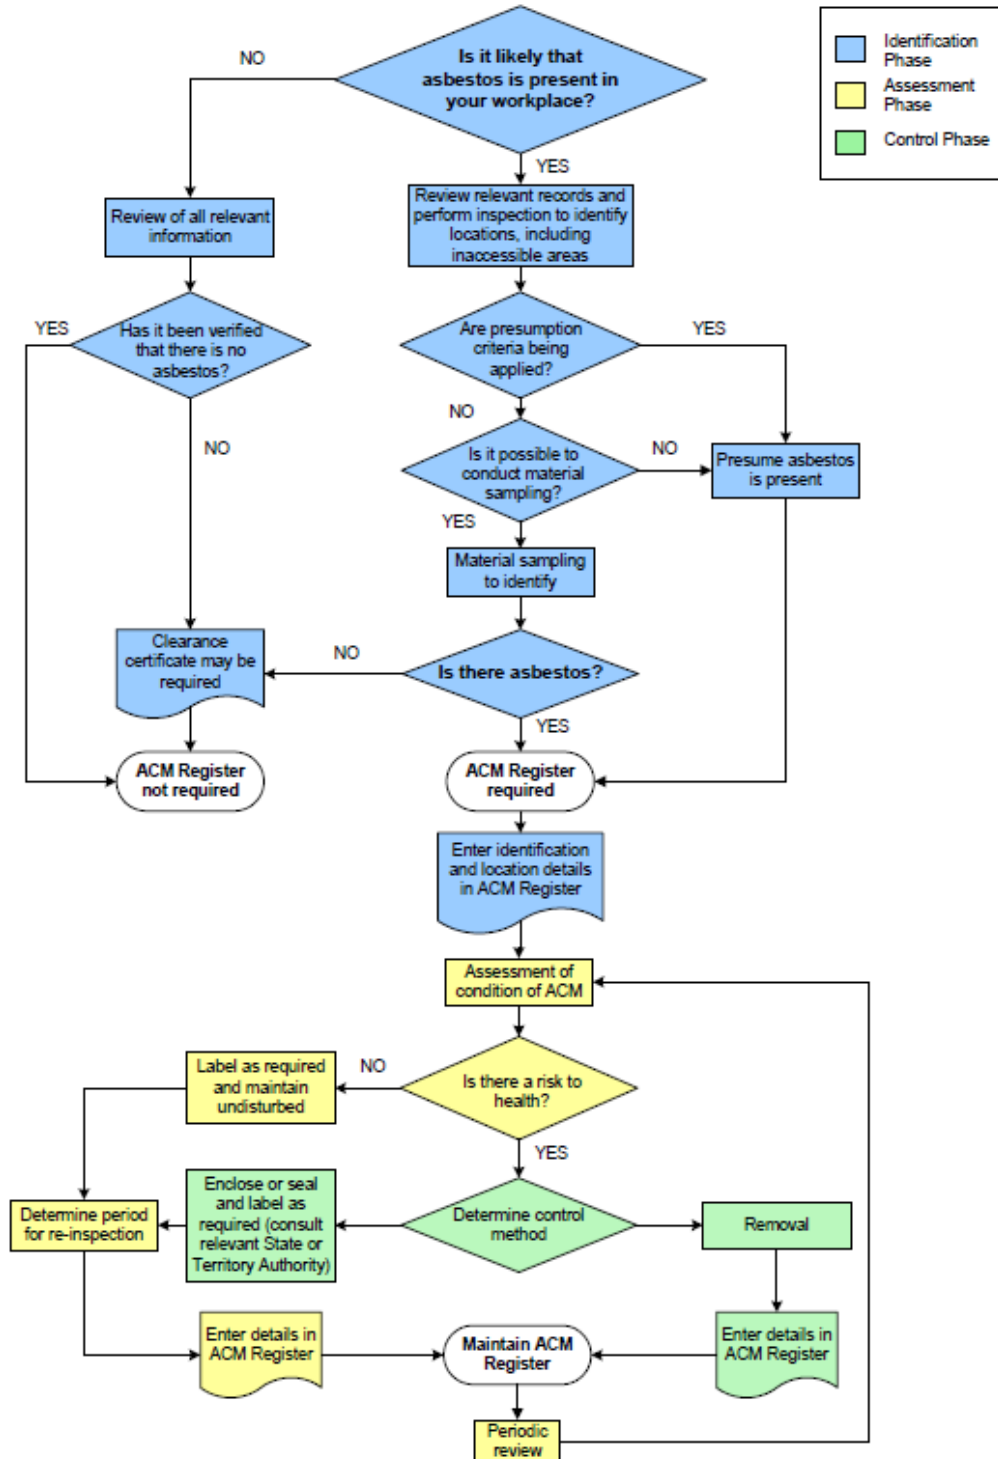 Is it likely that
asbestos is present in
your workplace?
NO
YES
Identification
Phase
Assessment
Phase
Control Phase
Review of all relevant
information
Review relevant records and
perform inspection to identify
locations, including
inaccessible areas
YES
Has it been verified
that there is no
asbestos?
NO
Are presumption
criteria being
applied?
YES
NO
Is it possible to
conduct material
sampling?
NO
Presume asbestos
is present
YES
Material sampling
to identify
Clearance
certificate may be
required
NO
Is there asbestos?
YES
ACM Register
not required
ACM Register
required
Enter identification
and location details
in ACM Register
Assessment of
condition of ACM
Label as required
and maintain
undisturbed
NO
Is there a risk to
health?
YES
Determine period
for re-inspection
Enclose or seal
and label as
required (consult
relevant State or
Territory Authority)
Determine control
method
Removal
Enter details in
ACM Register
Maintain ACM
Register
Enter details in
ACM Register
Periodic
review